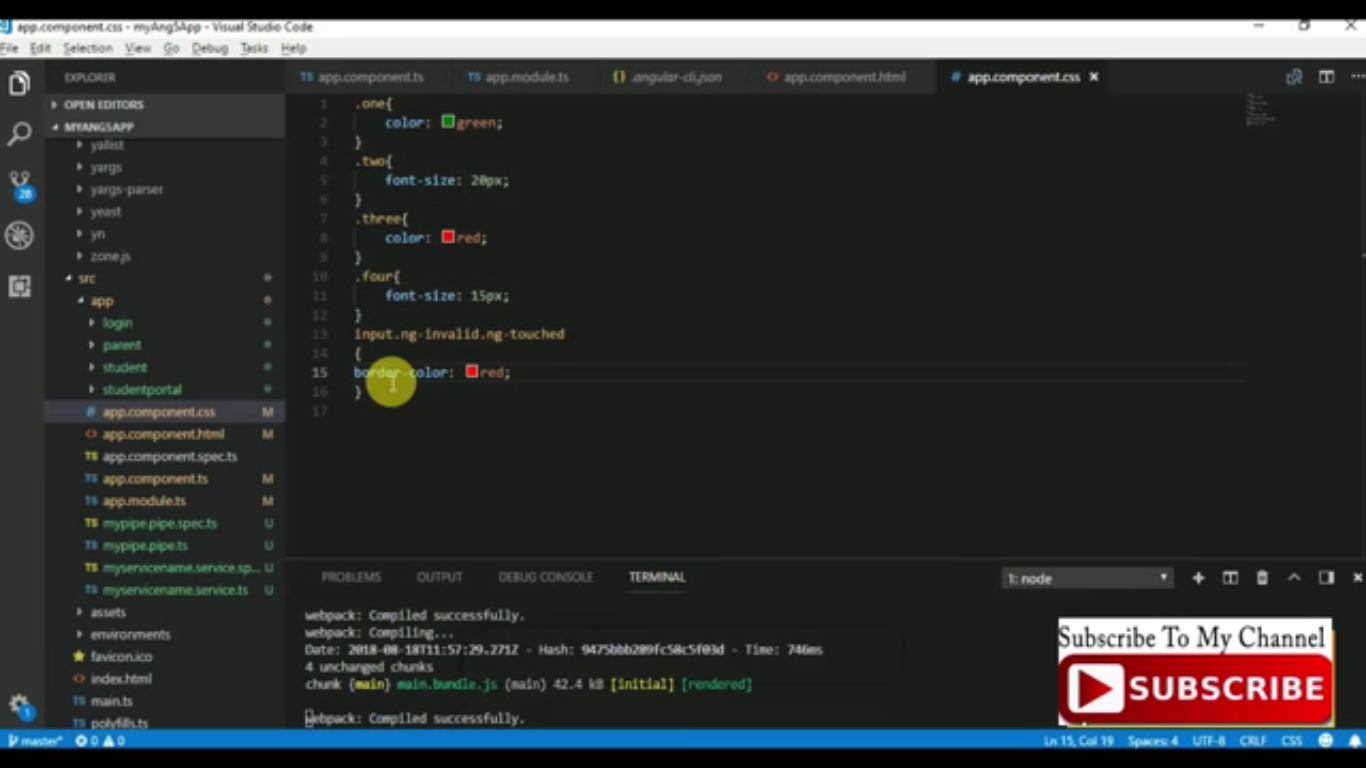 app.component.css - myAng5App - Visual Studio Code
File Edit Selection View Go Debug Tasks Help
EXPLORER
OPEN EDITORS
MYANG5APP
yallist
yargs
yargs-parser
yeast
yn
zone.js
src
app
login
parent
student
studentportal
app.component.css M
app.component.html M
app.component.spec.ts
app.component.ts M
app.module.ts M
mypipe.pipe.spec.ts U
mypipe.pipe.ts U
myservicename.service.sp... U
myservicename.service.ts U
assets
environments
favicon.ico
index.html
main.ts
polyfills.ts
28
1
app.component.ts app.module.ts .angular-cli.json app.component.html app.component.css
1 .one{
2 color: green;
3 }
4 .two{
5 font-size: 20px;
6 }
7 .three{
8 color: red;
9 }
10 .four{
11 font-size: 15px;
12 }
13 input.ng-invalid.ng-touched
14 {
15 border-color: red;
16 }
17
PROBLEMS OUTPUT DEBUG CONSOLE TERMINAL 1: node
webpack: Compiled successfully.
webpack: Compiling...
Date: 2018-08-18T11:57:29.271Z - Hash: 9475bbb289fc58c5f03d - Time: 746ms
4 unchanged chunks
chunk {main} main.bundle.js (main) 42.4 kB [initial] [rendered]
webpack: Compiled successfully.
Subscribe To My Channel
SUBSCRIBE
master* 0 0 Ln 15, Col 19 Spaces: 4 UTF-8 CRLF CSS